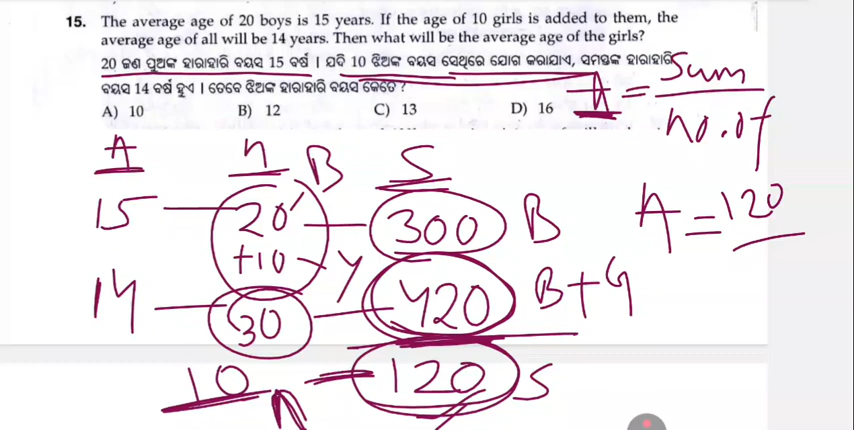 15. The average age of 20 boys is 15 years. If the age of 10 girls is added to them, the
average age of all will be 14 years. Then what will be the average age of the girls?
20 ଜଣ ପୁଅଙ୍କ ହାରାହାରି ବୟସ 15 ବର୍ଷ । ଯଦି 10 ଝିଅଙ୍କ ବୟସ ସେଥିରେ ଯୋଗ କରାଯାଏ, ସମସ୍ତଙ୍କ ହାରାହାରି
ବୟସ 14 ବର୍ଷ ହୁଏ । ତେବେ ଝିଅଙ୍କ ହାରାହାରି ବୟସ କେତେ ?
A) 10 B) 12 C) 13 D) 16
A = Sum
no. of
A n B S
15 20 300 B
A = 120
+10 y
14 30 420 B+G
10 = 120 S